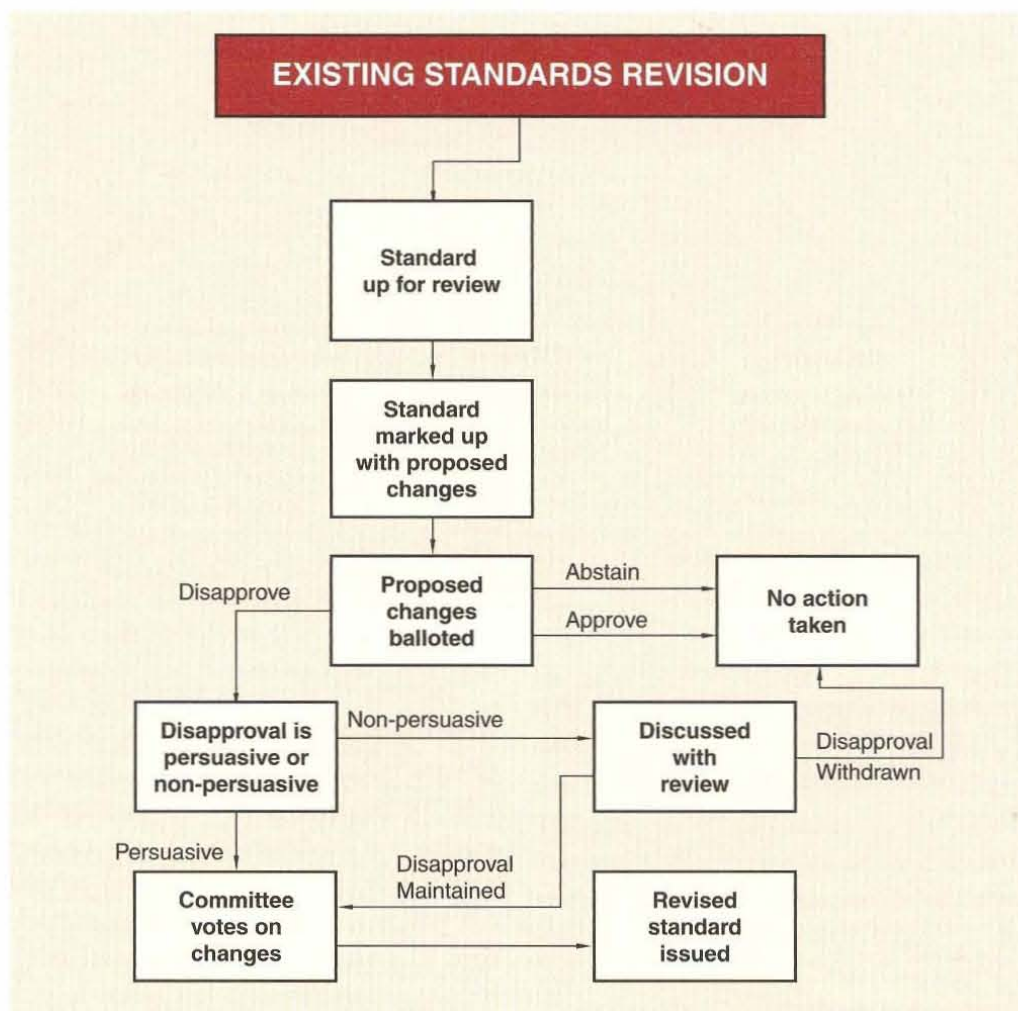 EXISTING STANDARDS REVISION
Standard
up for review
Standard
marked up
with proposed
changes
Disapprove
Proposed
changes
balloted
Abstain
Approve
No action
taken
Disapproval is
persuasive or
non-persuasive
Non-persuasive
Discussed
with
review
Disapproval
Withdrawn
Persuasive
Disapproval
Maintained
Committee
votes on
changes
Revised
standard
issued